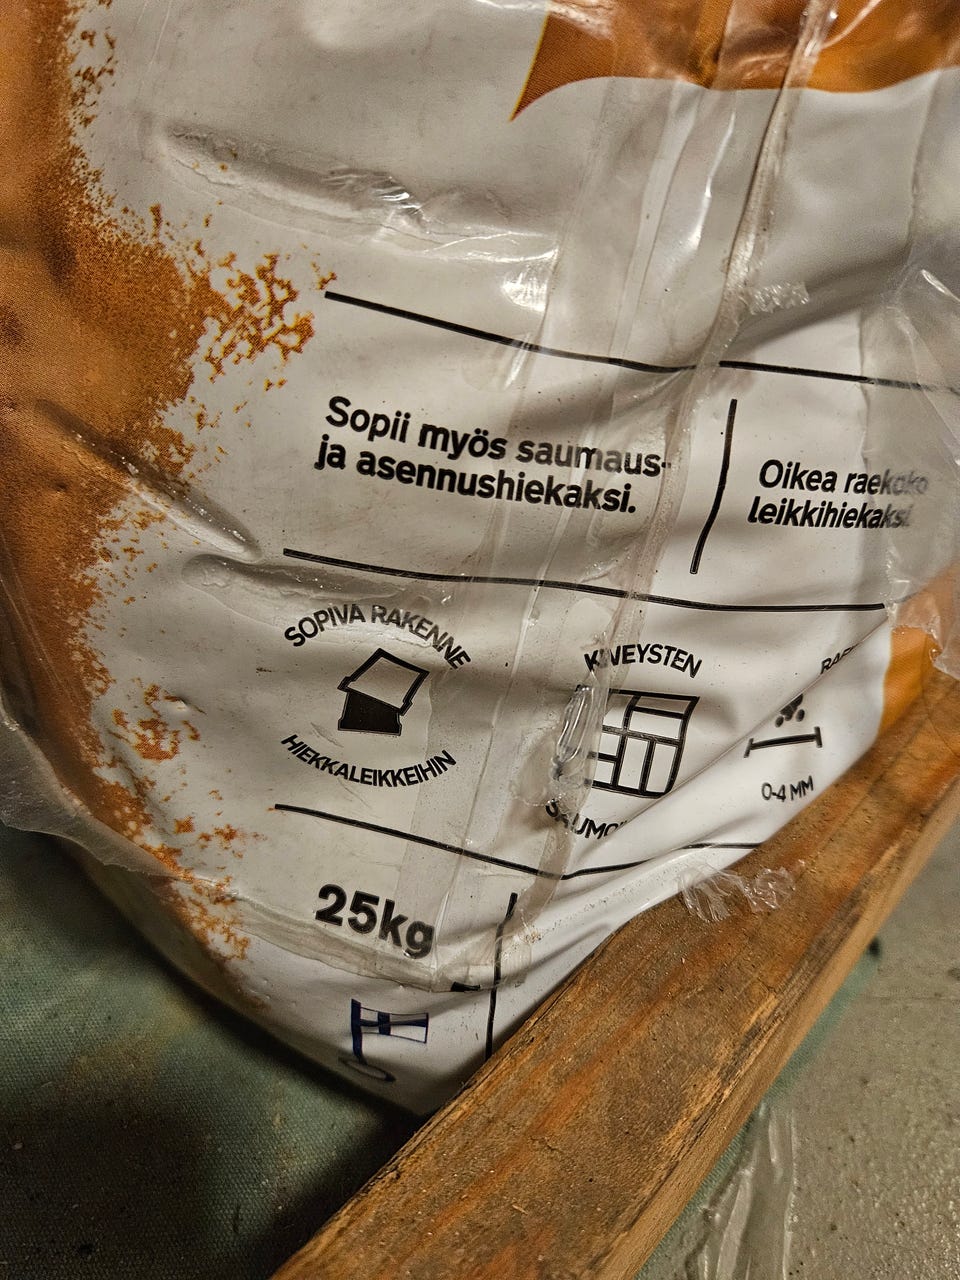 Sopii myös saumaus-
ja asennushiekaksi.
Oikea raekoko
leikkihiekaksi.
SOPIVA RAKENNE
HIEKKALEIKKEIHIN
KIVEYSTEN
0-4 MM
25kg